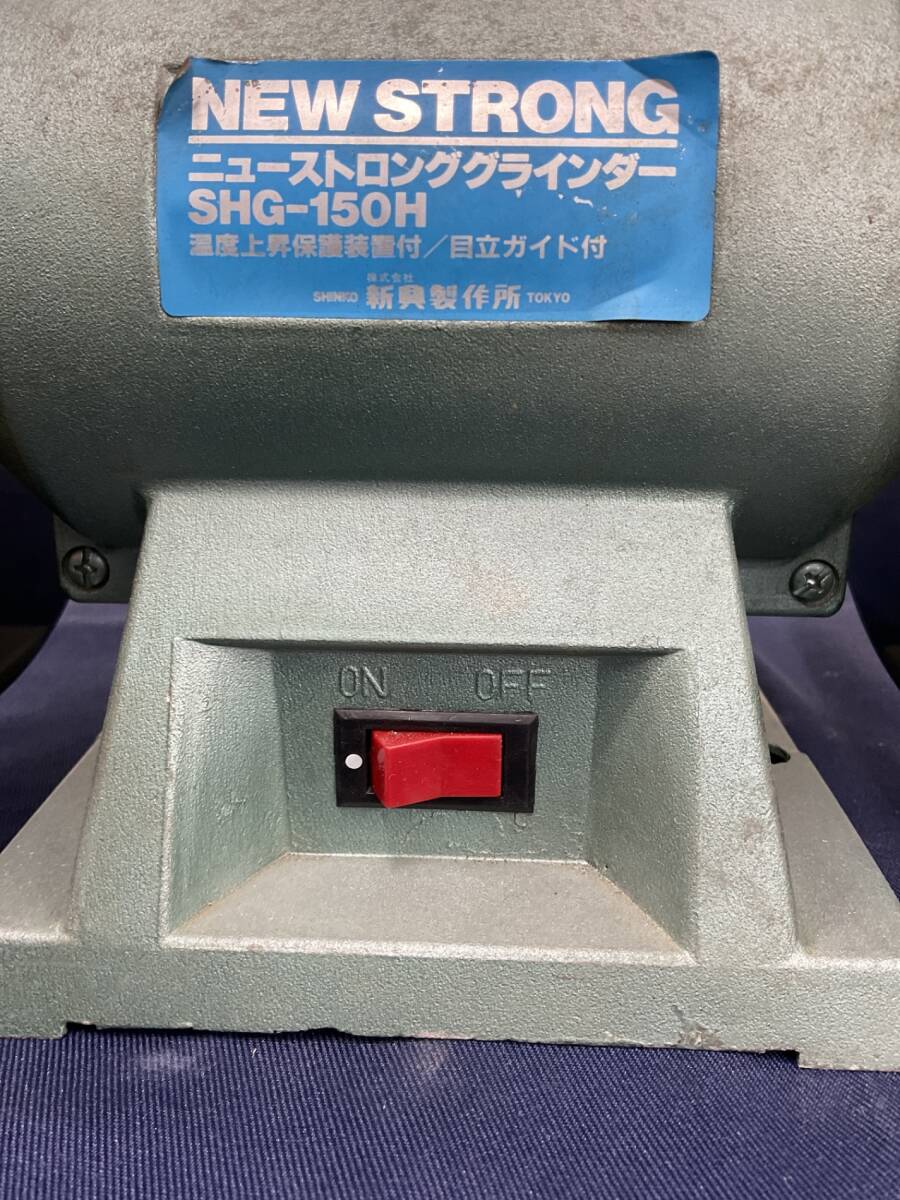 NEW STRONG
ニューストロンググラインダー
SHG-150H
温度上昇保護装置付/目立ガイド付
株式会社
SHINKO 新興製作所 TOKYO
ON OFF